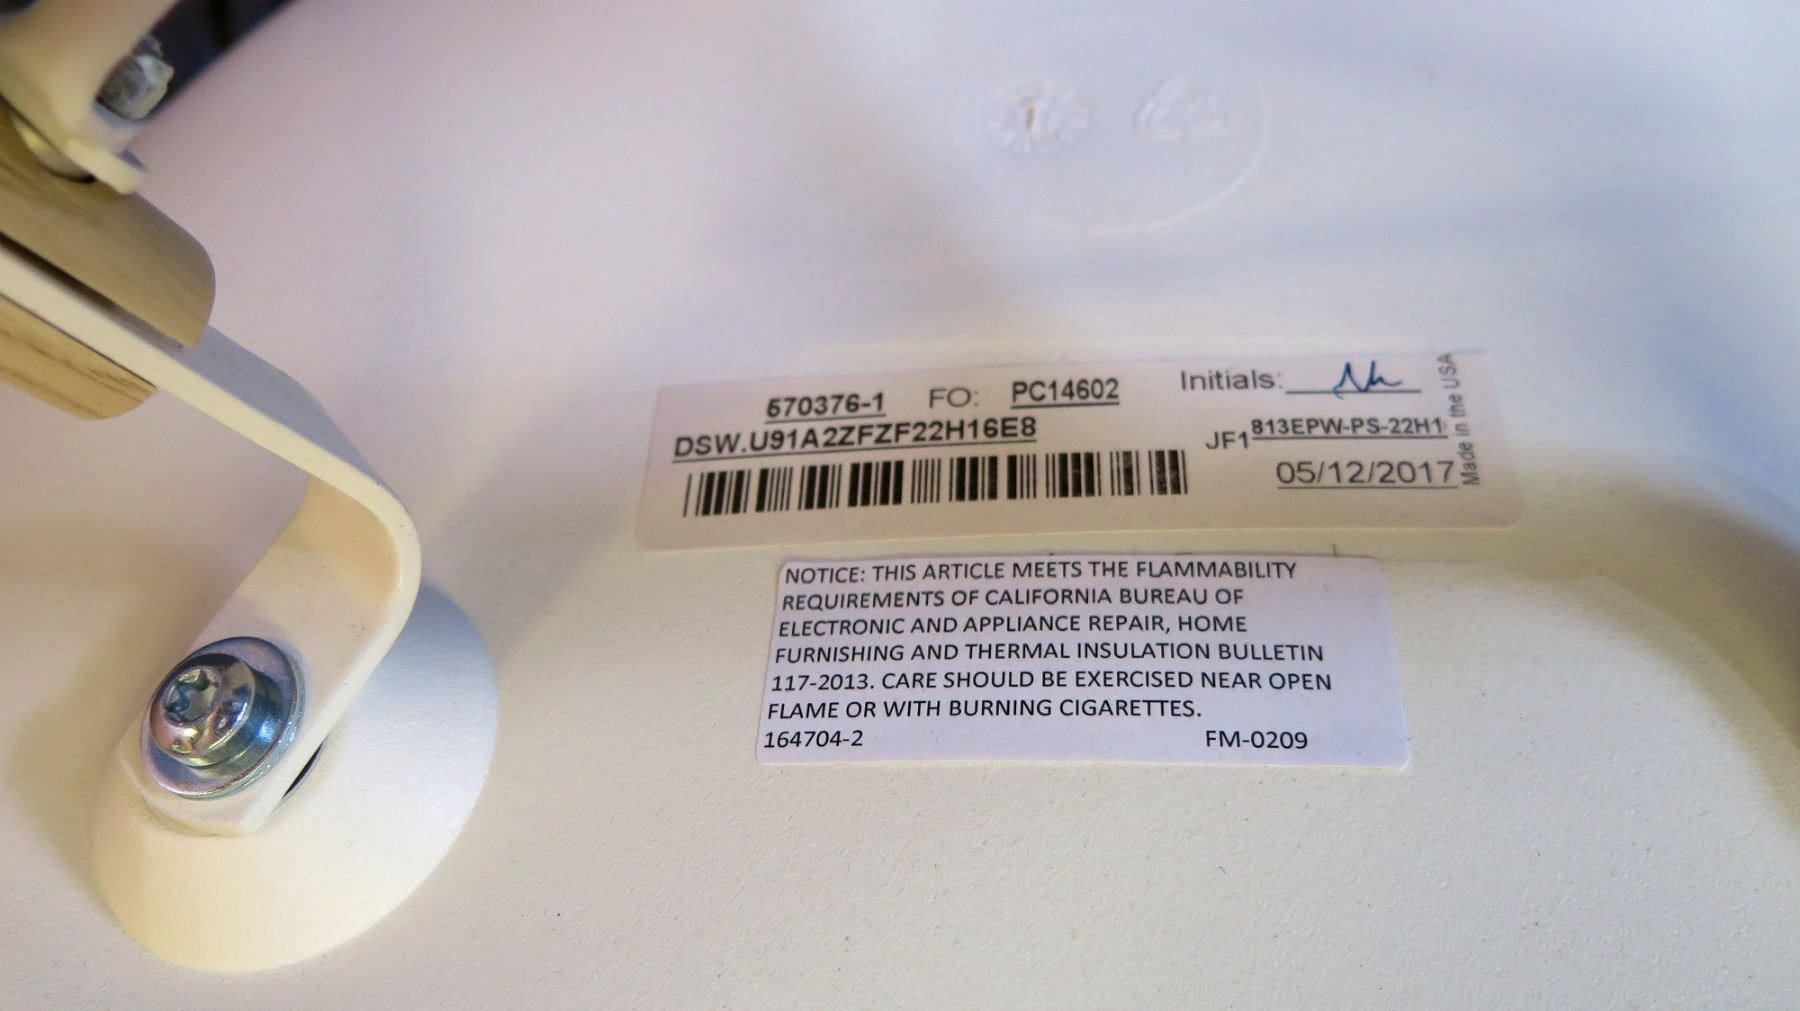 570376-1 FO: PC14602 Initials:
DSW.U91A2ZFZF22H16E8
JF1 813EPW-PS-22H1
05/12/2017
Made in the USA
NOTICE: THIS ARTICLE MEETS THE FLAMMABILITY
REQUIREMENTS OF CALIFORNIA BUREAU OF
ELECTRONIC AND APPLIANCE REPAIR, HOME
FURNISHING AND THERMAL INSULATION BULLETIN
117-2013. CARE SHOULD BE EXERCISED NEAR OPEN
FLAME OR WITH BURNING CIGARETTES.
164704-2 FM-0209